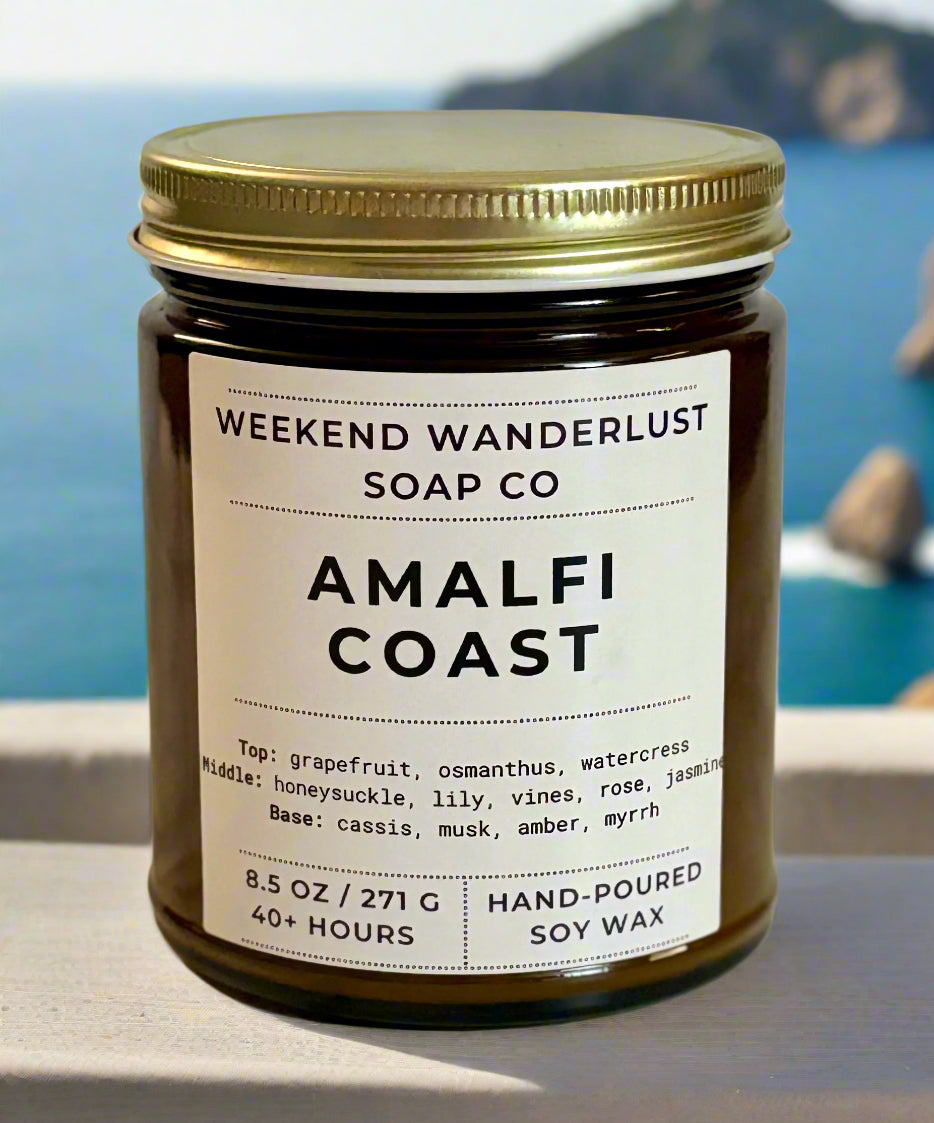 WEEKEND WANDERLUST
SOAP CO
AMALFI
COAST
Top: grapefruit, osmanthus, watercress
Middle: honeysuckle, lily, vines, rose, jasmine
Base: cassis, musk, amber, myrrh
8.5 OZ / 271 G
40+ HOURS
HAND-POURED
SOY WAX